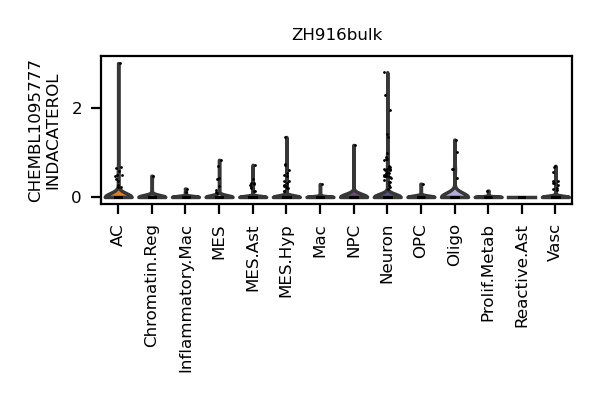 ZH916bulk
CHEMBL1095777
INDACATEROL
2
0
AC
Chromatin.Reg
Inflammatory.Mac
MES
MES.Ast
MES.Hyp
Mac
NPC
Neuron
OPC
Oligo
Prolif.Metab
Reactive.Ast
Vasc